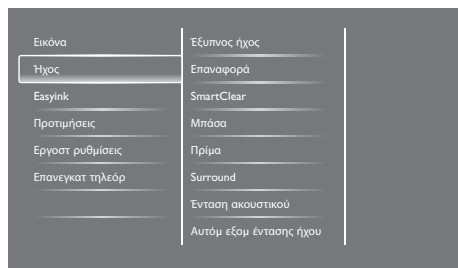 Εικόνα
Ήχος
Easyink
Προτιμήσεις
Εργοστ ρυθμίσεις
Επανεγκατ τηλεόρ
Έξυπνος ήχος
Επαναφορά
SmartClear
Μπάσα
Πρίμα
Surround
Ένταση ακουστικού
Αυτόμ εξομ έντασης ήχου